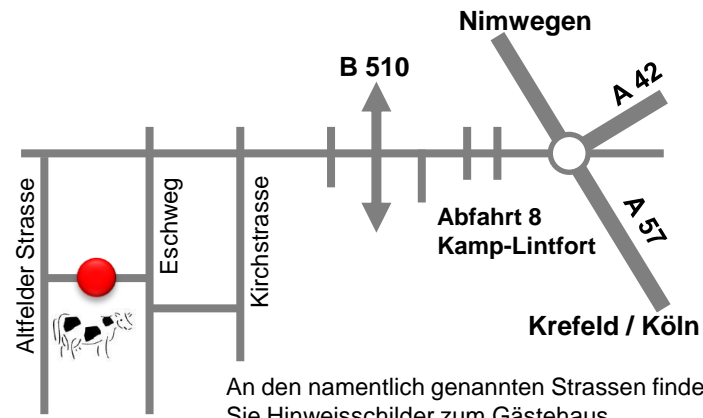 Nimwegen
B 510
A 42
Altfelder Strasse
Eschweg
Kirchstrasse
Abfahrt 8
Kamp-Lintfort
A 57
Krefeld / Köln
An den namentlich genannten Strassen finde
Sie Hinweisschilder zum Gästehaus